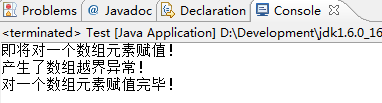 Problems @ Javadoc Declaration Console
<terminated> Test [Java Application] D:\Development\jdk1.6.0_16
即将对一个数组元素赋值!
产生了数组越界异常!
对一个数组元素赋值完毕!